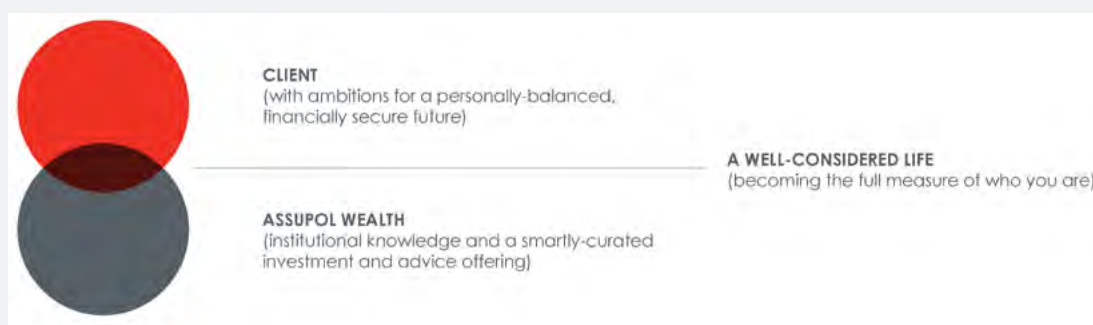 CLIENT
(with ambitions for a personally-balanced,
financially secure future)
A WELL-CONSIDERED LIFE
(becoming the full measure of who you are)
ASSUPOL WEALTH
(institutional knowledge and a smartly-curated
investment and advice offering)